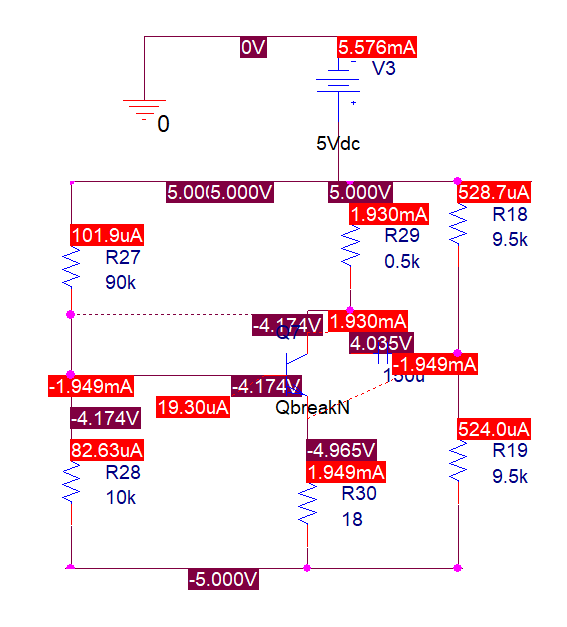 0V
5.576mA
V3
-
+
0
5Vdc
5.00
5.000V
5.000V
528.7uA
1.930mA
R18
101.9uA
R29
9.5k
R27
0.5k
90k
-4.174V
Q7
1.930mA
4.035V
-1.949mA
150u
-1.949mA
-4.174V
19.30uA
QbreakN
-4.174V
524.0uA
82.63uA
-4.965V
R19
R28
1.949mA
9.5k
10k
R30
18
-5.000V